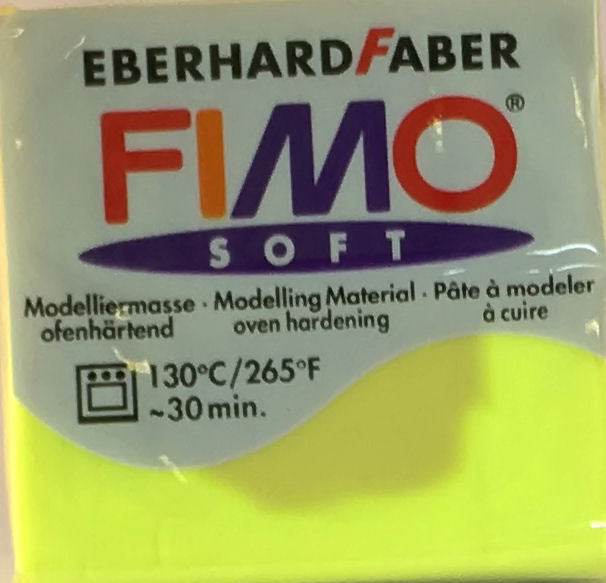 EBERHARDFABER
FIMO®
SOFT
Modelliermasse · Modelling Material · Pâte à modeler
ofenhärtend oven hardening à cuire
130°C/265°F
~30 min.